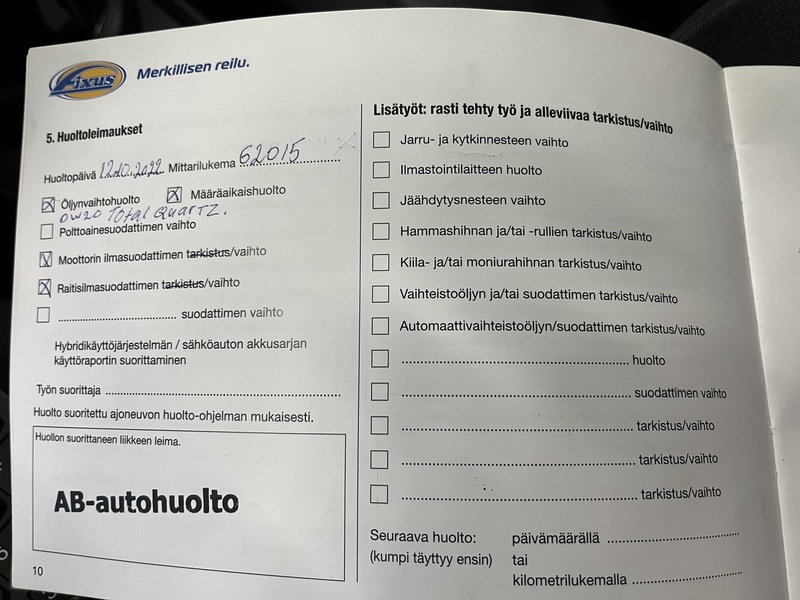 Fixus
Merkillisen reilu.
5. Huoltoleimaukset
Huoltopäivä 12.10.2022 Mittarilukema 62015
Öljynvaihtohuolto Määräaikaishuolto
0W20 Total Quartz.
Polttoainesuodattimen vaihto
Moottorin ilmasuodattimen tarkistus/vaihto
Raitisilmasuodattimen tarkistus/vaihto
.............................. suodattimen vaihto
Hybridikäyttöjärjestelmän / sähköauton akkusarjan
käyttöraportin suorittaminen
Työn suorittaja ..............................
Huolto suoritettu ajoneuvon huolto-ohjelman mukaisesti.
Huollon suorittaneen liikkeen leima.
AB-autohuolto
10
Lisätyöt: rasti tehty työ ja alleviivaa tarkistus/vaihto
Jarru- ja kytkinnesteen vaihto
Ilmastointilaitteen huolto
Jäähdytysnesteen vaihto
Hammashihnan ja/tai -rullien tarkistus/vaihto
Kiila- ja/tai moniurahihnan tarkistus/vaihto
Vaihteistoöljyn ja/tai suodattimen tarkistus/vaihto
Automaattivaihteistoöljyn/suodattimen tarkistus/vaihto
.............................. huolto
.............................. suodattimen vaihto
.............................. tarkistus/vaihto
.............................. tarkistus/vaihto
.............................. tarkistus/vaihto
Seuraava huolto: päivämäärällä ..............................
(kumpi täyttyy ensin) tai
kilometrilukemalla ..............................